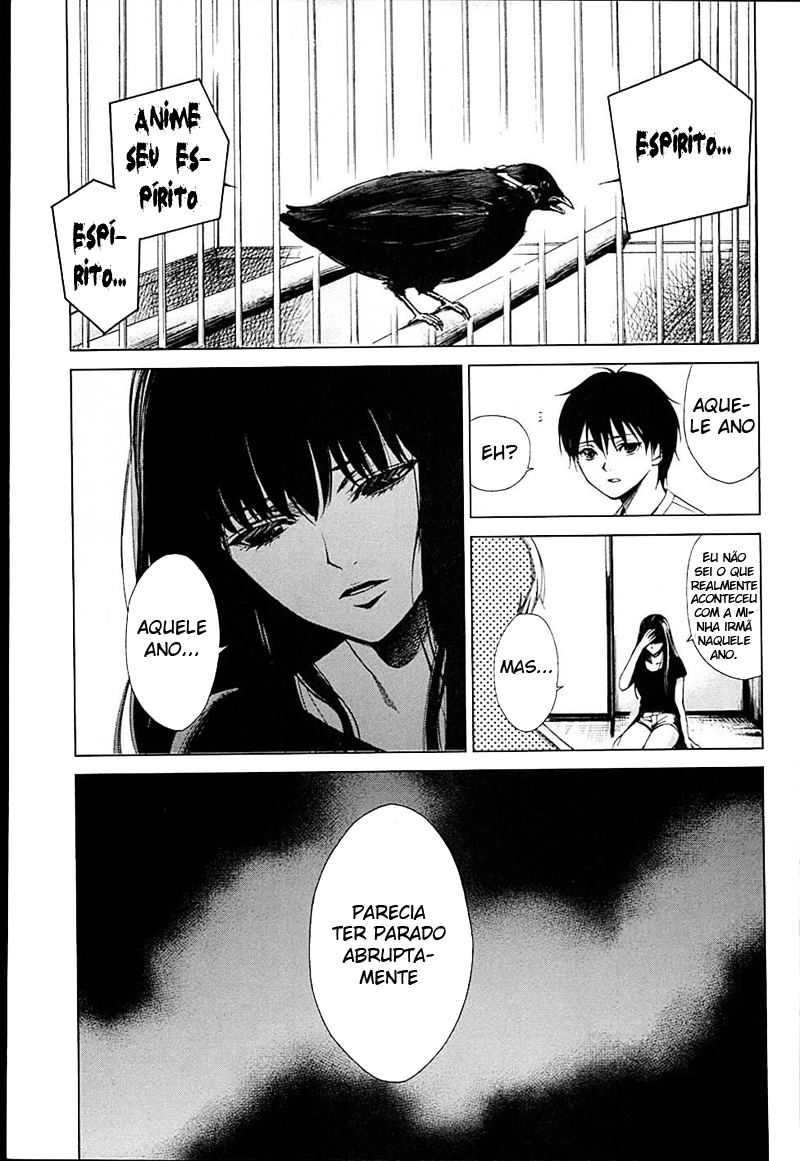 ESPÍRITO...
ANIME
SEU ES-
PÍRITO
ESPÍ-
RITO...
AQUE-
LE ANO
EH?
EU NÃO
SEI O QUE
REALMENTE
ACONTECEU
COM A MI-
NHA IRMÃ
NAQUELE
ANO.
MAS...
AQUELE
ANO...
PARECIA
TER PARADO
ABRUPTA-
MENTE